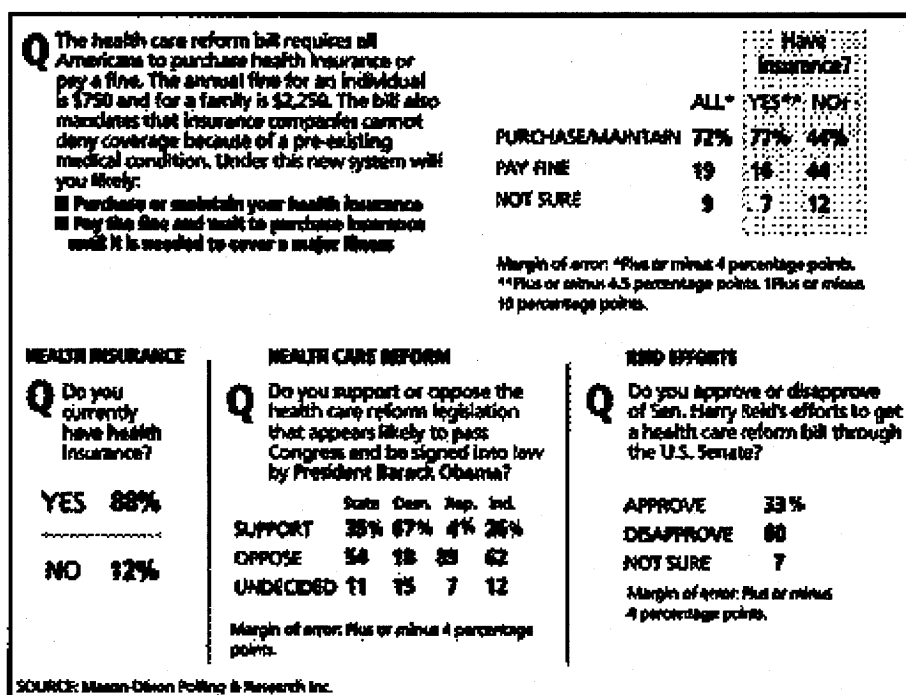 Q The health care reform bill requires all
Americans to purchase health insurance or
pay a fine. The annual fine for an individual
is $750 and for a family is $2,250. The bill also
mandates that insurance companies cannot
deny coverage because of a pre-existing
medical condition. Under this new system will
you likely:
■ Purchase or maintain your health insurance
■ Pay the fine and wait to purchase insurance
until it is needed to cover a major illness
Have
insurance?
ALL* YES** NO†
PURCHASE/MAINTAIN 72% 77% 44%
PAY FINE 19 16 44
NOT SURE 9 7 12
Margin of error: *Plus or minus 4 percentage points.
**Plus or minus 4.5 percentage points. †Plus or minus
10 percentage points.
HEALTH INSURANCE
Q Do you
currently
have health
insurance?
YES 88%
NO 12%
HEALTH CARE REFORM
Q Do you support or oppose the
health care reform legislation
that appears likely to pass
Congress and be signed into law
by President Barack Obama?
State Dem. Rep. Ind.
SUPPORT 35% 67% 4% 26%
OPPOSE 54 18 89 62
UNDECIDED 11 15 7 12
Margin of error: Plus or minus 4 percentage
points.
REID EFFORTS
Q Do you approve or disapprove
of Sen. Harry Reid's efforts to get
a health care reform bill through
the U.S. Senate?
APPROVE 33%
DISAPPROVE 60
NOT SURE 7
Margin of error: Plus or minus
4 percentage points.
SOURCE: Mason-Dixon Polling & Research Inc.